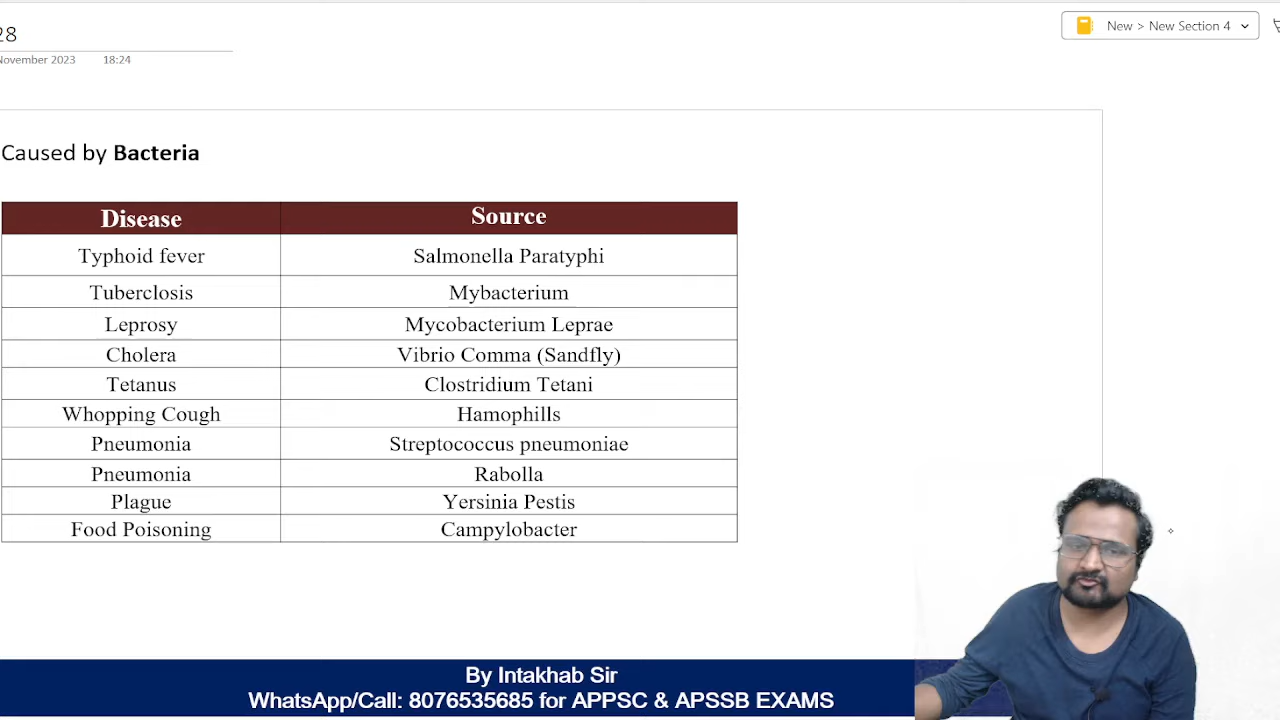 28
November 2023 18:24
New > New Section 4
Caused by Bacteria
Disease Source
Typhoid fever Salmonella Paratyphi
Tuberclosis Mybacterium
Leprosy Mycobacterium Leprae
Cholera Vibrio Comma (Sandfly)
Tetanus Clostridium Tetani
Whopping Cough Hamophills
Pneumonia Streptococcus pneumoniae
Pneumonia Rabolla
Plague Yersinia Pestis
Food Poisoning Campylobacter
By Intakhab Sir
WhatsApp/Call: 8076535685 for APPSC & APSSB EXAMS